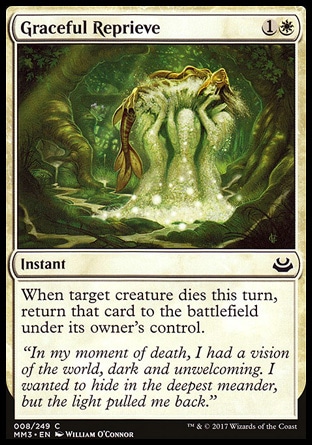 Graceful Reprieve 1
Instant
When target creature dies this turn,
return that card to the battlefield
under its owner's control.
"In my moment of death, I had a vision
of the world, dark and unwelcoming. I
wanted to hide in the deepest meander,
but the light pulled me back."
008/249 C
MM3 • EN William O'Connor
™ & © 2017 Wizards of the Coast